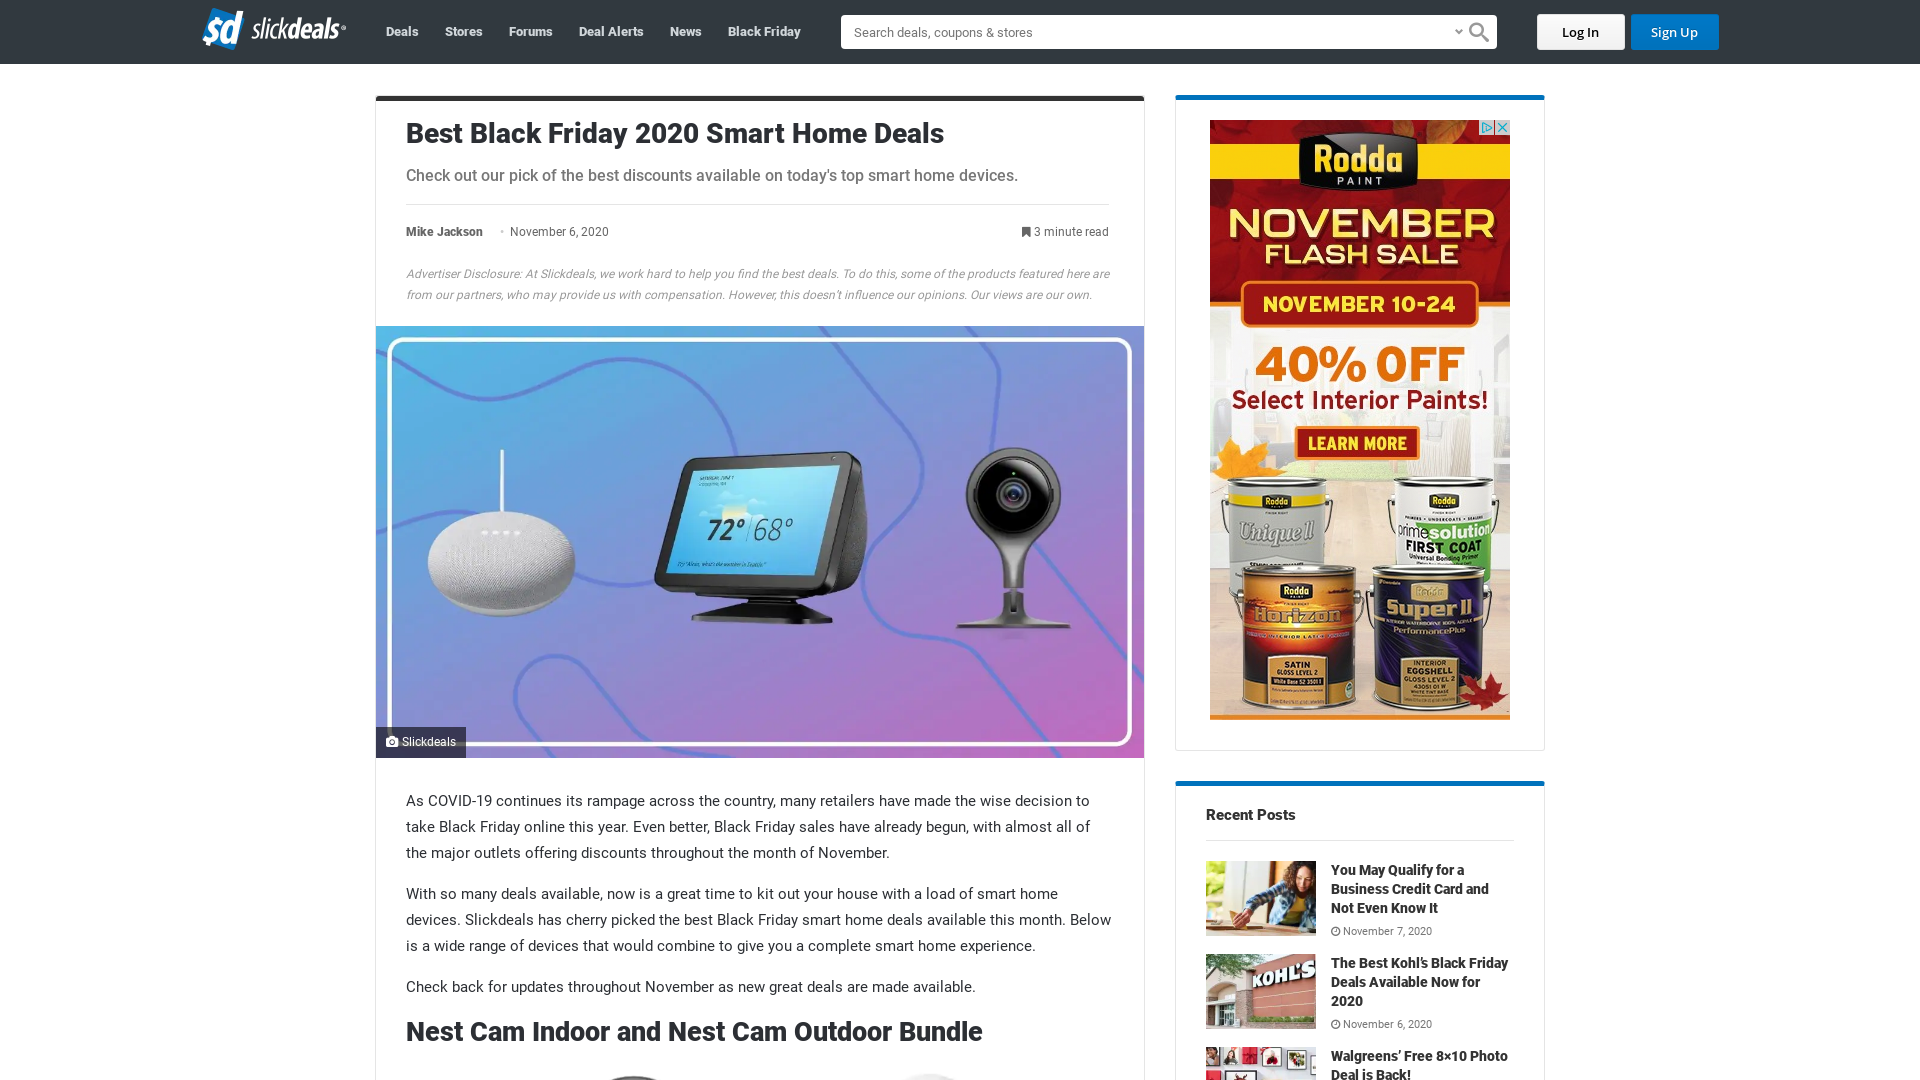 $d slickdeals®
Deals
Stores
Forums
Deal Alerts
News
Black Friday
Search deals, coupons & stores
Log In
Sign Up
Best Black Friday 2020 Smart Home Deals
Check out our pick of the best discounts available on today's top smart home devices.
Mike Jackson • November 6, 2020
3 minute read
Advertiser Disclosure: At Slickdeals, we work hard to help you find the best deals. To do this, some of the products featured here are
from our partners, who may provide us with compensation. However, this doesn’t influence our opinions. Our views are our own.
72° 68°
Slickdeals
As COVID-19 continues its rampage across the country, many retailers have made the wise decision to
take Black Friday online this year. Even better, Black Friday sales have already begun, with almost all of
the major outlets offering discounts throughout the month of November.
With so many deals available, now is a great time to kit out your house with a load of smart home
devices. Slickdeals has cherry picked the best Black Friday smart home deals available this month. Below
is a wide range of devices that would combine to give you a complete smart home experience.
Check back for updates throughout November as new great deals are made available.
Nest Cam Indoor and Nest Cam Outdoor Bundle
Rodda
PAINT
NOVEMBER
FLASH SALE
NOVEMBER 10-24
40% OFF
Select Interior Paints!
LEARN MORE
Rodda
Unique II
Rodda
primesolution
FIRST COAT
Universal Bonding Primer
Rodda
Horizon
PREMIUM INTERIOR LATEX
SATIN
GLOSS LEVEL 2
Rodda
Super II
PerformancePlus
INTERIOR
EGGSHELL
GLOSS LEVEL 2
43051 01 W
WHITE TINT BASE
Recent Posts
You May Qualify for a
Business Credit Card and
Not Even Know It
November 7, 2020
KOHL'S
The Best Kohl’s Black Friday
Deals Available Now for
2020
November 6, 2020
Walgreens’ Free 8×10 Photo
Deal is Back!